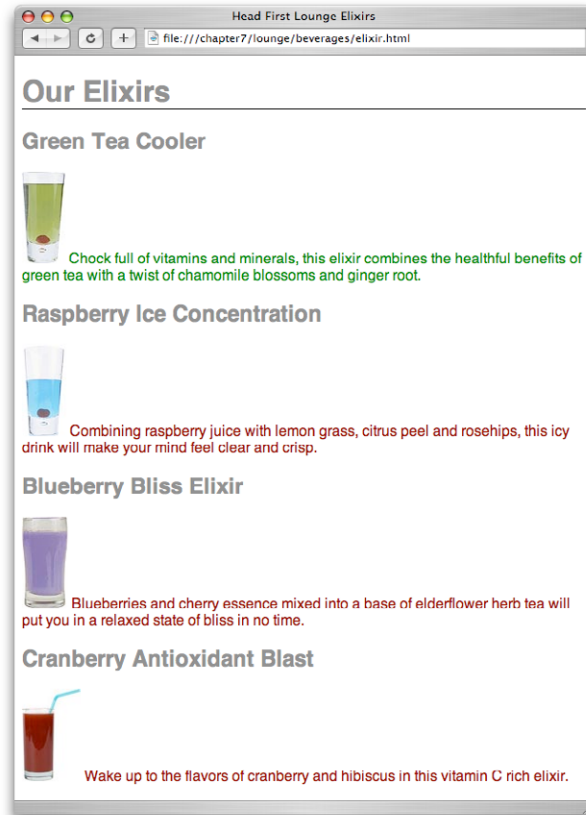 Head First Lounge Elixirs
file:///chapter7/lounge/beverages/elixir.html
Our Elixirs
Green Tea Cooler
Chock full of vitamins and minerals, this elixir combines the healthful benefits of
green tea with a twist of chamomile blossoms and ginger root.
Raspberry Ice Concentration
Combining raspberry juice with lemon grass, citrus peel and rosehips, this icy
drink will make your mind feel clear and crisp.
Blueberry Bliss Elixir
Blueberries and cherry essence mixed into a base of elderflower herb tea will
put you in a relaxed state of bliss in no time.
Cranberry Antioxidant Blast
Wake up to the flavors of cranberry and hibiscus in this vitamin C rich elixir.